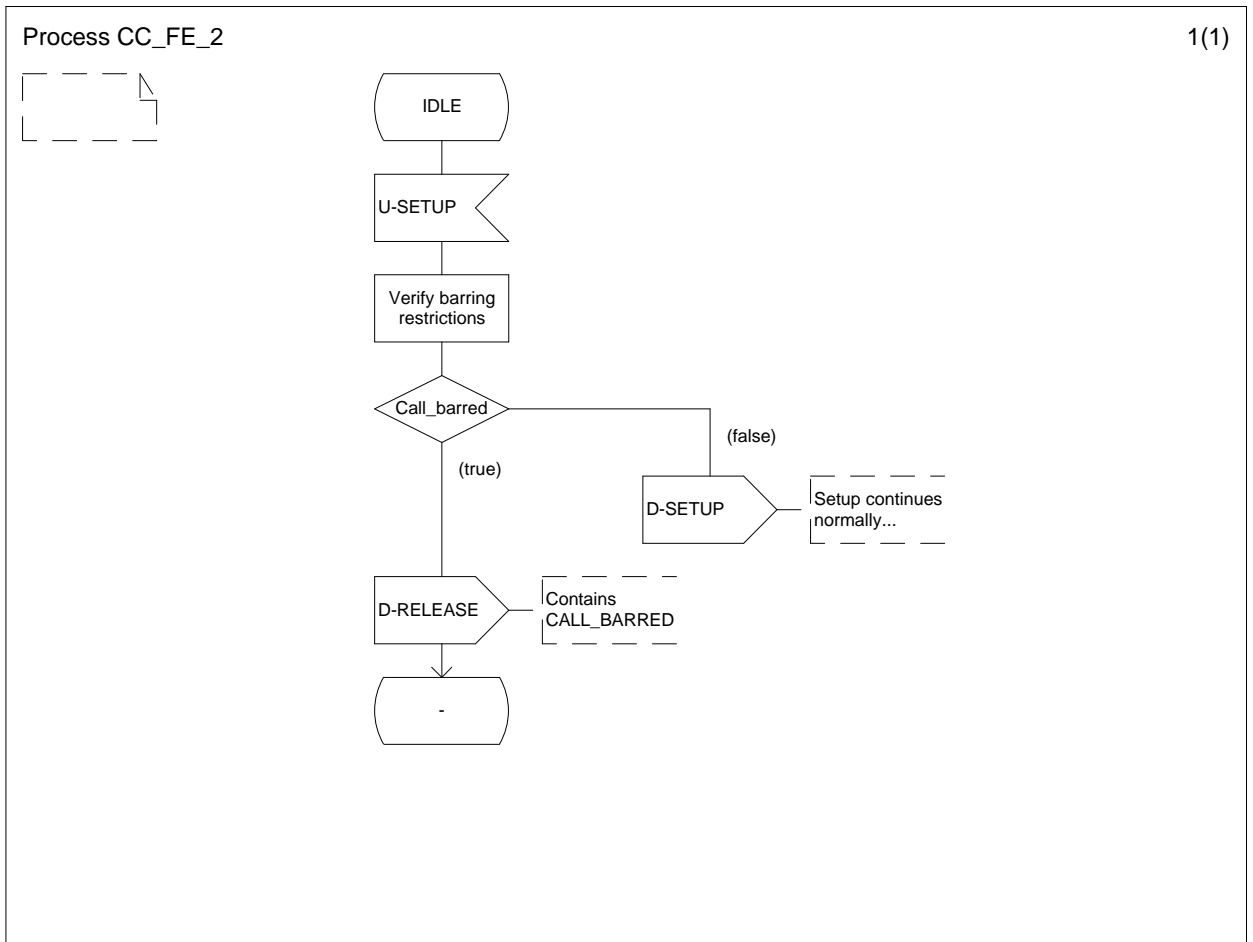 Process CC_FE_2
1(1)
IDLE
U-SETUP
Verify barring
restrictions
Call_barred
(false)
(true)
D-SETUP
Setup continues
normally...
D-RELEASE
Contains
CALL_BARRED
-